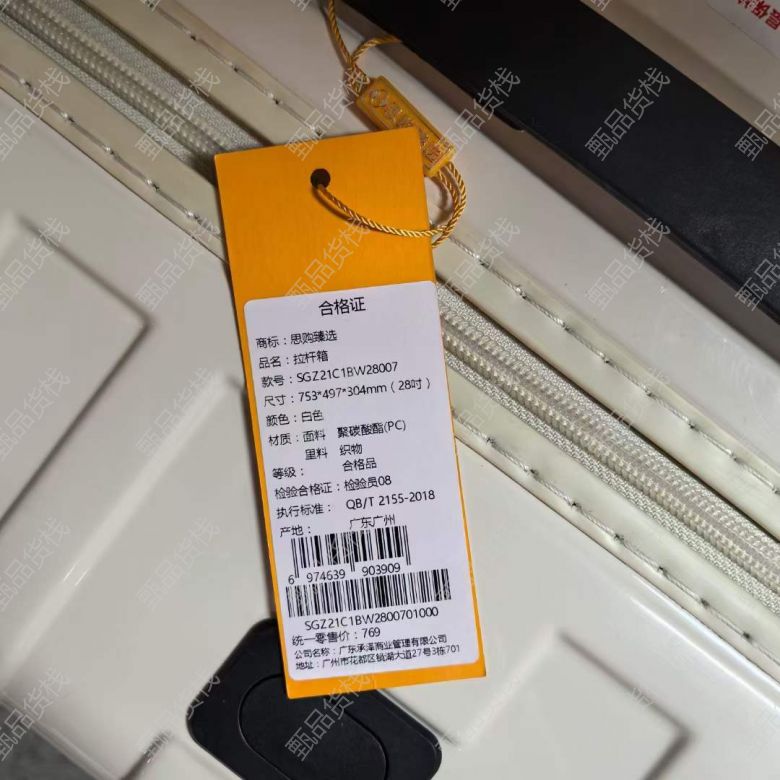 合格证
商标：思购臻选
品名：拉杆箱
款号：SGZ21C1BW28007
尺寸：753*497*304mm（28吋）
颜色：白色
材质：面料 聚碳酸酯(PC)
里料 织物
等级： 合格品
检验合格证：检验员08
执行标准： QB/T 2155-2018
产地： 广东广州
6 974639 903909
SGZ21C1BW2800701000
统一零售价：769
公司名称：广东承泽商业管理有限公司
地址：广州市花都区镜湖大道27号3栋701
甄品货栈